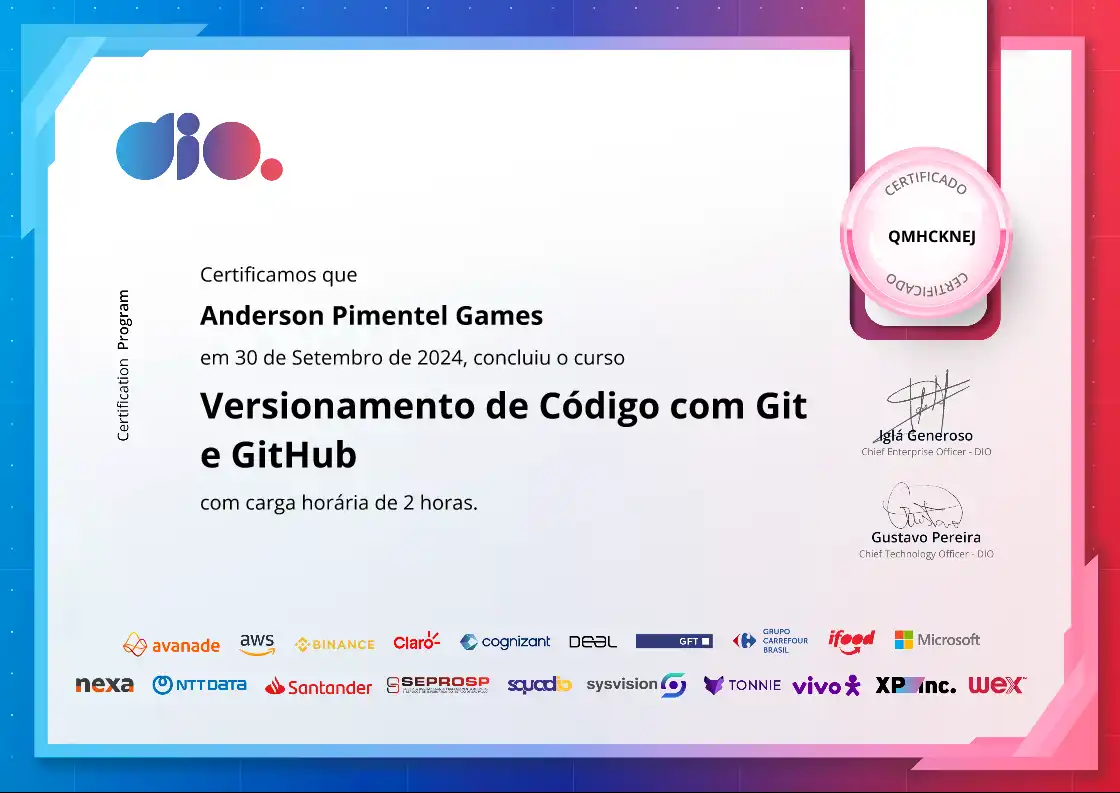 dio.
CERTIFICADO
QMHCKNEJ
CERTIFICADO
Certification Program
Certificamos que
Anderson Pimentel Games
em 30 de Setembro de 2024, concluiu o curso
Versionamento de Código com Git
e GitHub
com carga horária de 2 horas.
Iglá Generoso
Chief Enterprise Officer - DIO
Gustavo Pereira
Chief Technology Officer - DIO
avanade aws BINANCE Claro cognizant DEAL GFT GRUPO CARREFOUR BRASIL ifood Microsoft
nexa NTT DATA Santander SEPROSP squadio sysvision TONNIE vivo XP inc. wex